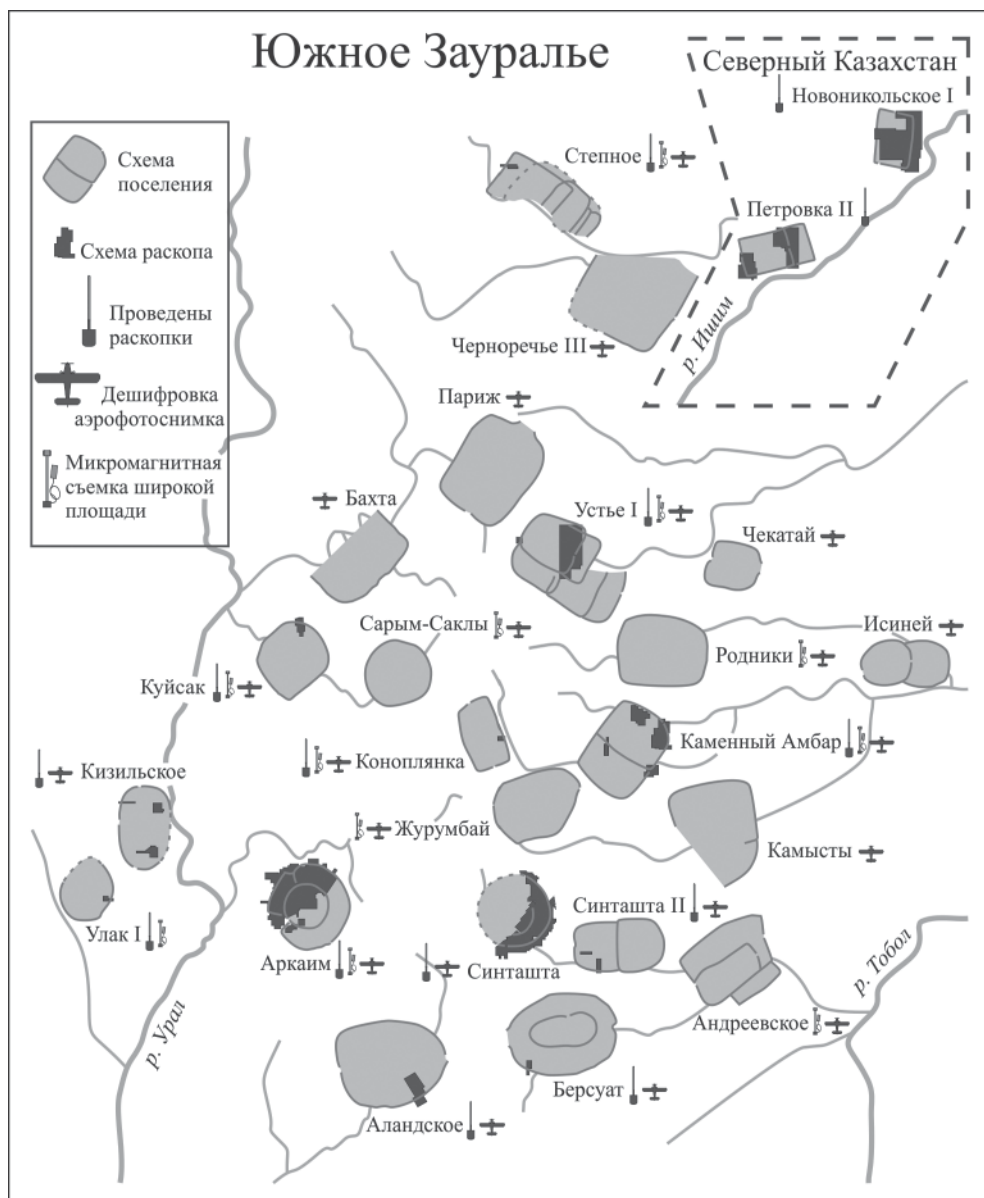 Южное Зауралье
Северный Казахстан
Новоникольское I
Петровка II
р. Ишим
Схема
поселения
Схема раскопа
Проведены
раскопки
Дешифровка
аэрофотоснимка
Микромагнитная
съемка широкой
площади
Степное
Черноречье III
Париж
Бахта
Устье I
Чекатай
Сарым-Саклы
Исиней
Родники
Куйсак
Каменный Амбар
Коноплянка
Кизильское
Журумбай
Камысты
Синташта II
Улак I
Аркаим
Синташта
р. Тобол
Андреевское
р. Урал
Берсуат
Аландское